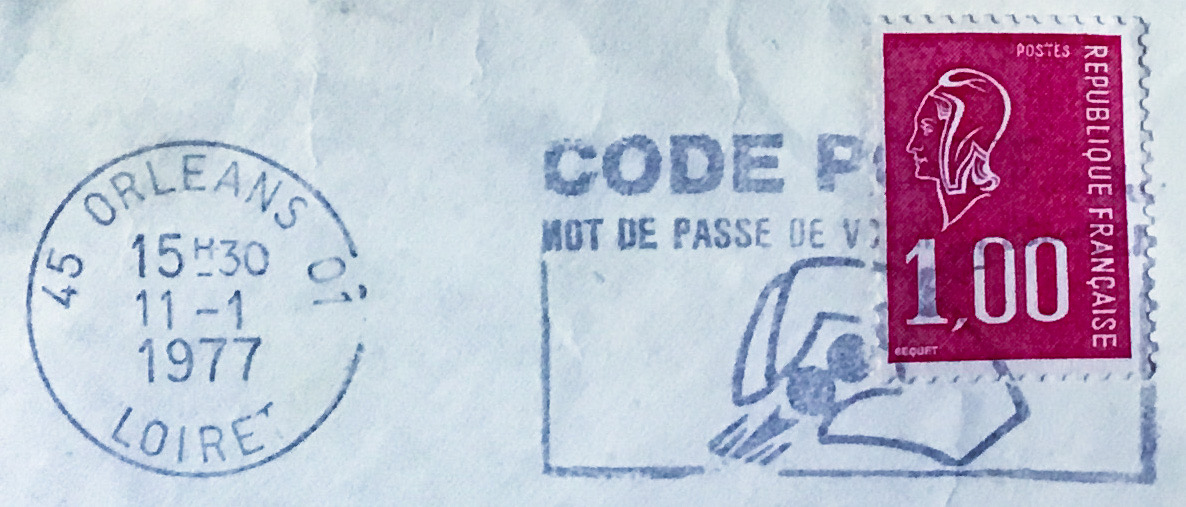 45 ORLEANS 01
15H30
11-1
1977
LOIRET
CODE
MOT DE PASSE DE
POSTES
REPUBLIQUE FRANÇAISE
1,00
BEQUET